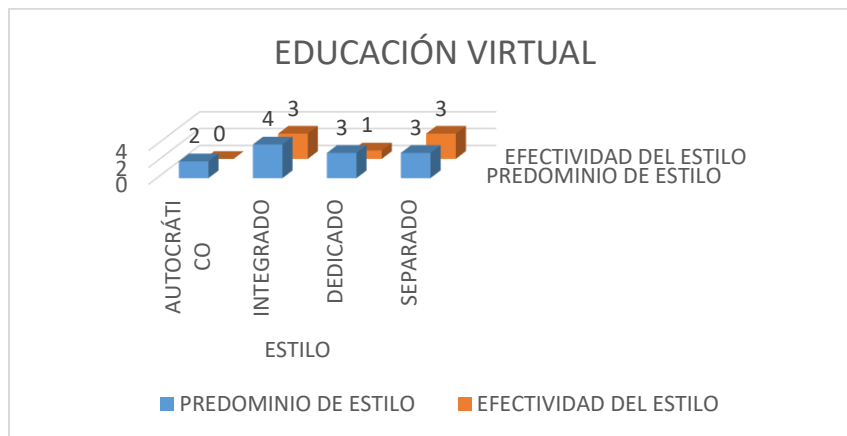 EDUCACIÓN VIRTUAL
2 0 4 3 3 1 3 3
4
2
0
EFECTIVIDAD DEL ESTILO
PREDOMINIO DE ESTILO
AUTOCRÁTI
CO
INTEGRADO
DEDICADO
SEPARADO
ESTILO
PREDOMINIO DE ESTILO EFECTIVIDAD DEL ESTILO